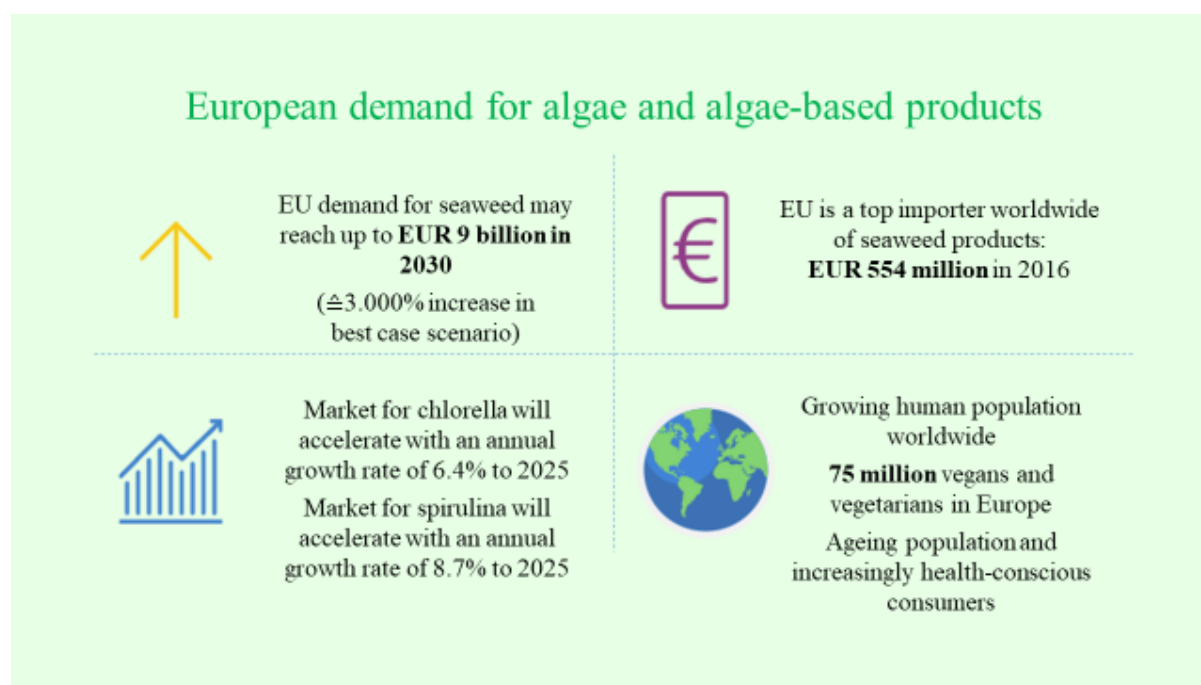 European demand for algae and algae-based products
EU demand for seaweed may
reach up to EUR 9 billion in
2030
(≙3.000% increase in
best case scenario)
€
EU is a top importer worldwide
of seaweed products:
EUR 554 million in 2016
Market for chlorella will
accelerate with an annual
growth rate of 6.4% to 2025
Market for spirulina will
accelerate with an annual
growth rate of 8.7% to 2025
Growing human population
worldwide
75 million vegans and
vegetarians in Europe
Ageing population and
increasingly health-conscious
consumers